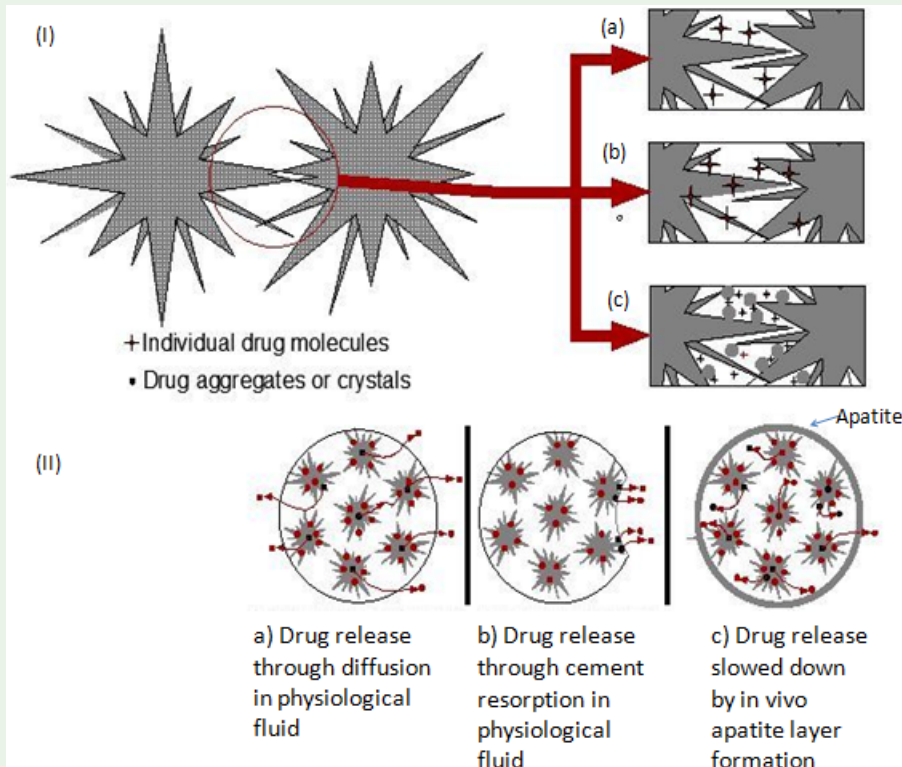 (I)
(a)
(b)
(c)
+Individual drug molecules
• Drug aggregates or crystals
Apatite
(II)
a) Drug release
through diffusion
in physiological
fluid
b) Drug release
through cement
resorption in
physiological
fluid
c) Drug release
slowed down
by in vivo
apatite layer
formation